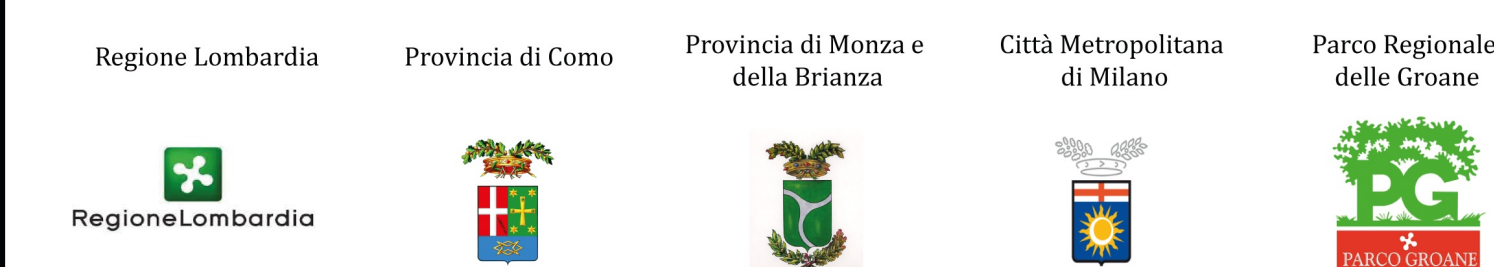 Regione Lombardia
Provincia di Como
Provincia di Monza e
della Brianza
Città Metropolitana
di Milano
Parco Regionale
delle Groane
RegioneLombardia
PG
PARCO GROANE